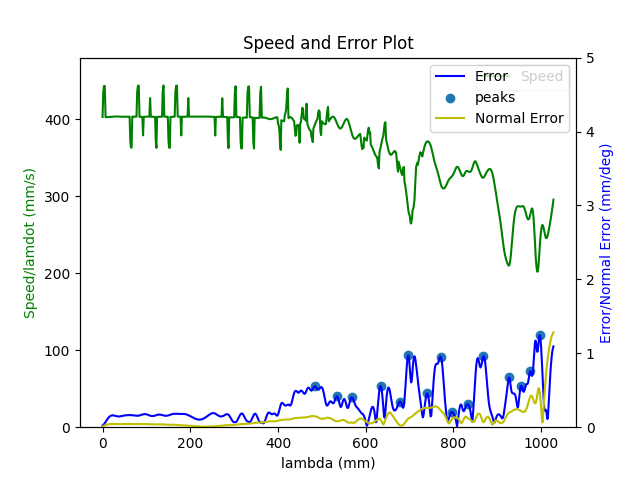 Speed and Error Plot
Error
Speed
peaks
Normal Error
Speed/lamdot (mm/s)
400
300
200
100
0
5
4
3
2
1
0
Error/Normal Error (mm/deg)
0 200 400 600 800 1000
lambda (mm)